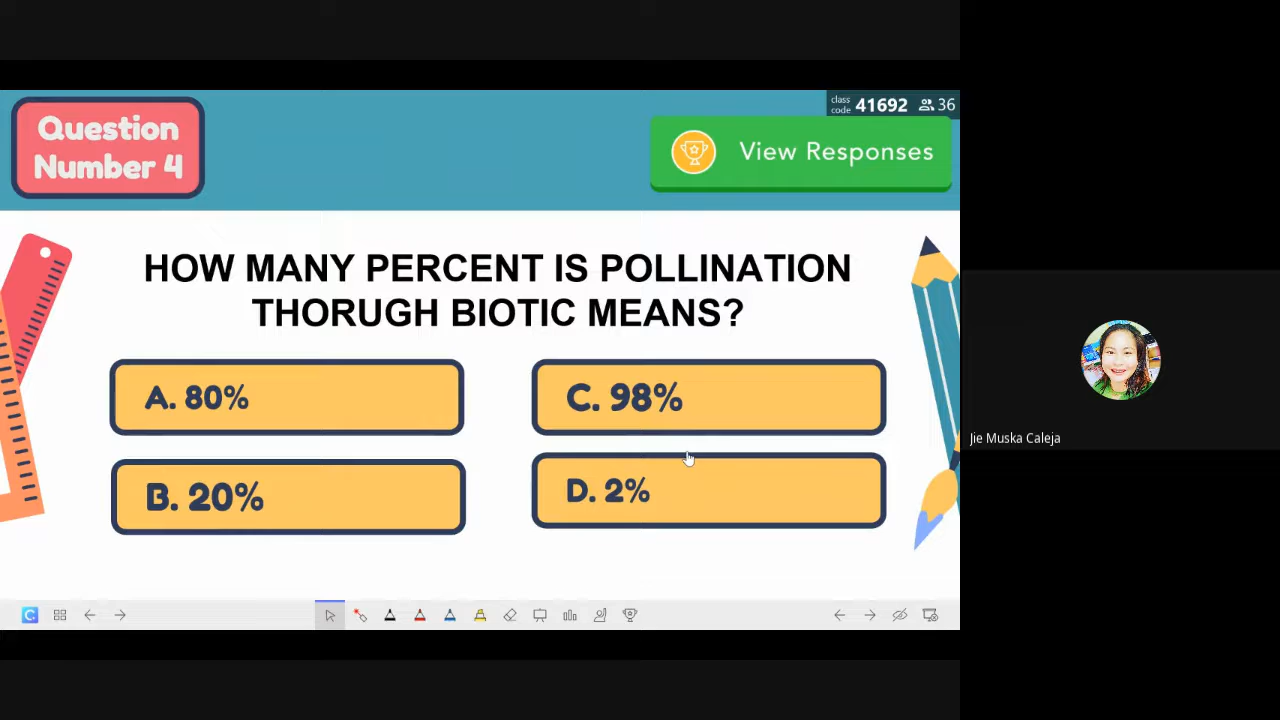 Question
Number 4
class
code 41692 36
View Responses
HOW MANY PERCENT IS POLLINATION
THORUGH BIOTIC MEANS?
A. 80%
C. 98%
B. 20%
D. 2%
Jie Muska Caleja